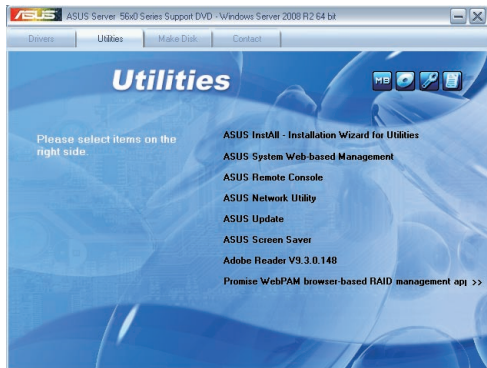 ASUS ASUS Server 56x0 Series Support DVD - Windows Server 2008 R2 64 bit
Drivers Utilities Make Disk Contact
Utilities
MB
Please select items on the
right side.
ASUS InstAll - Installation Wizard for Utilities
ASUS System Web-based Management
ASUS Remote Console
ASUS Network Utility
ASUS Update
ASUS Screen Saver
Adobe Reader V9.3.0.148
Promise WebPAM browser-based RAID management app >>